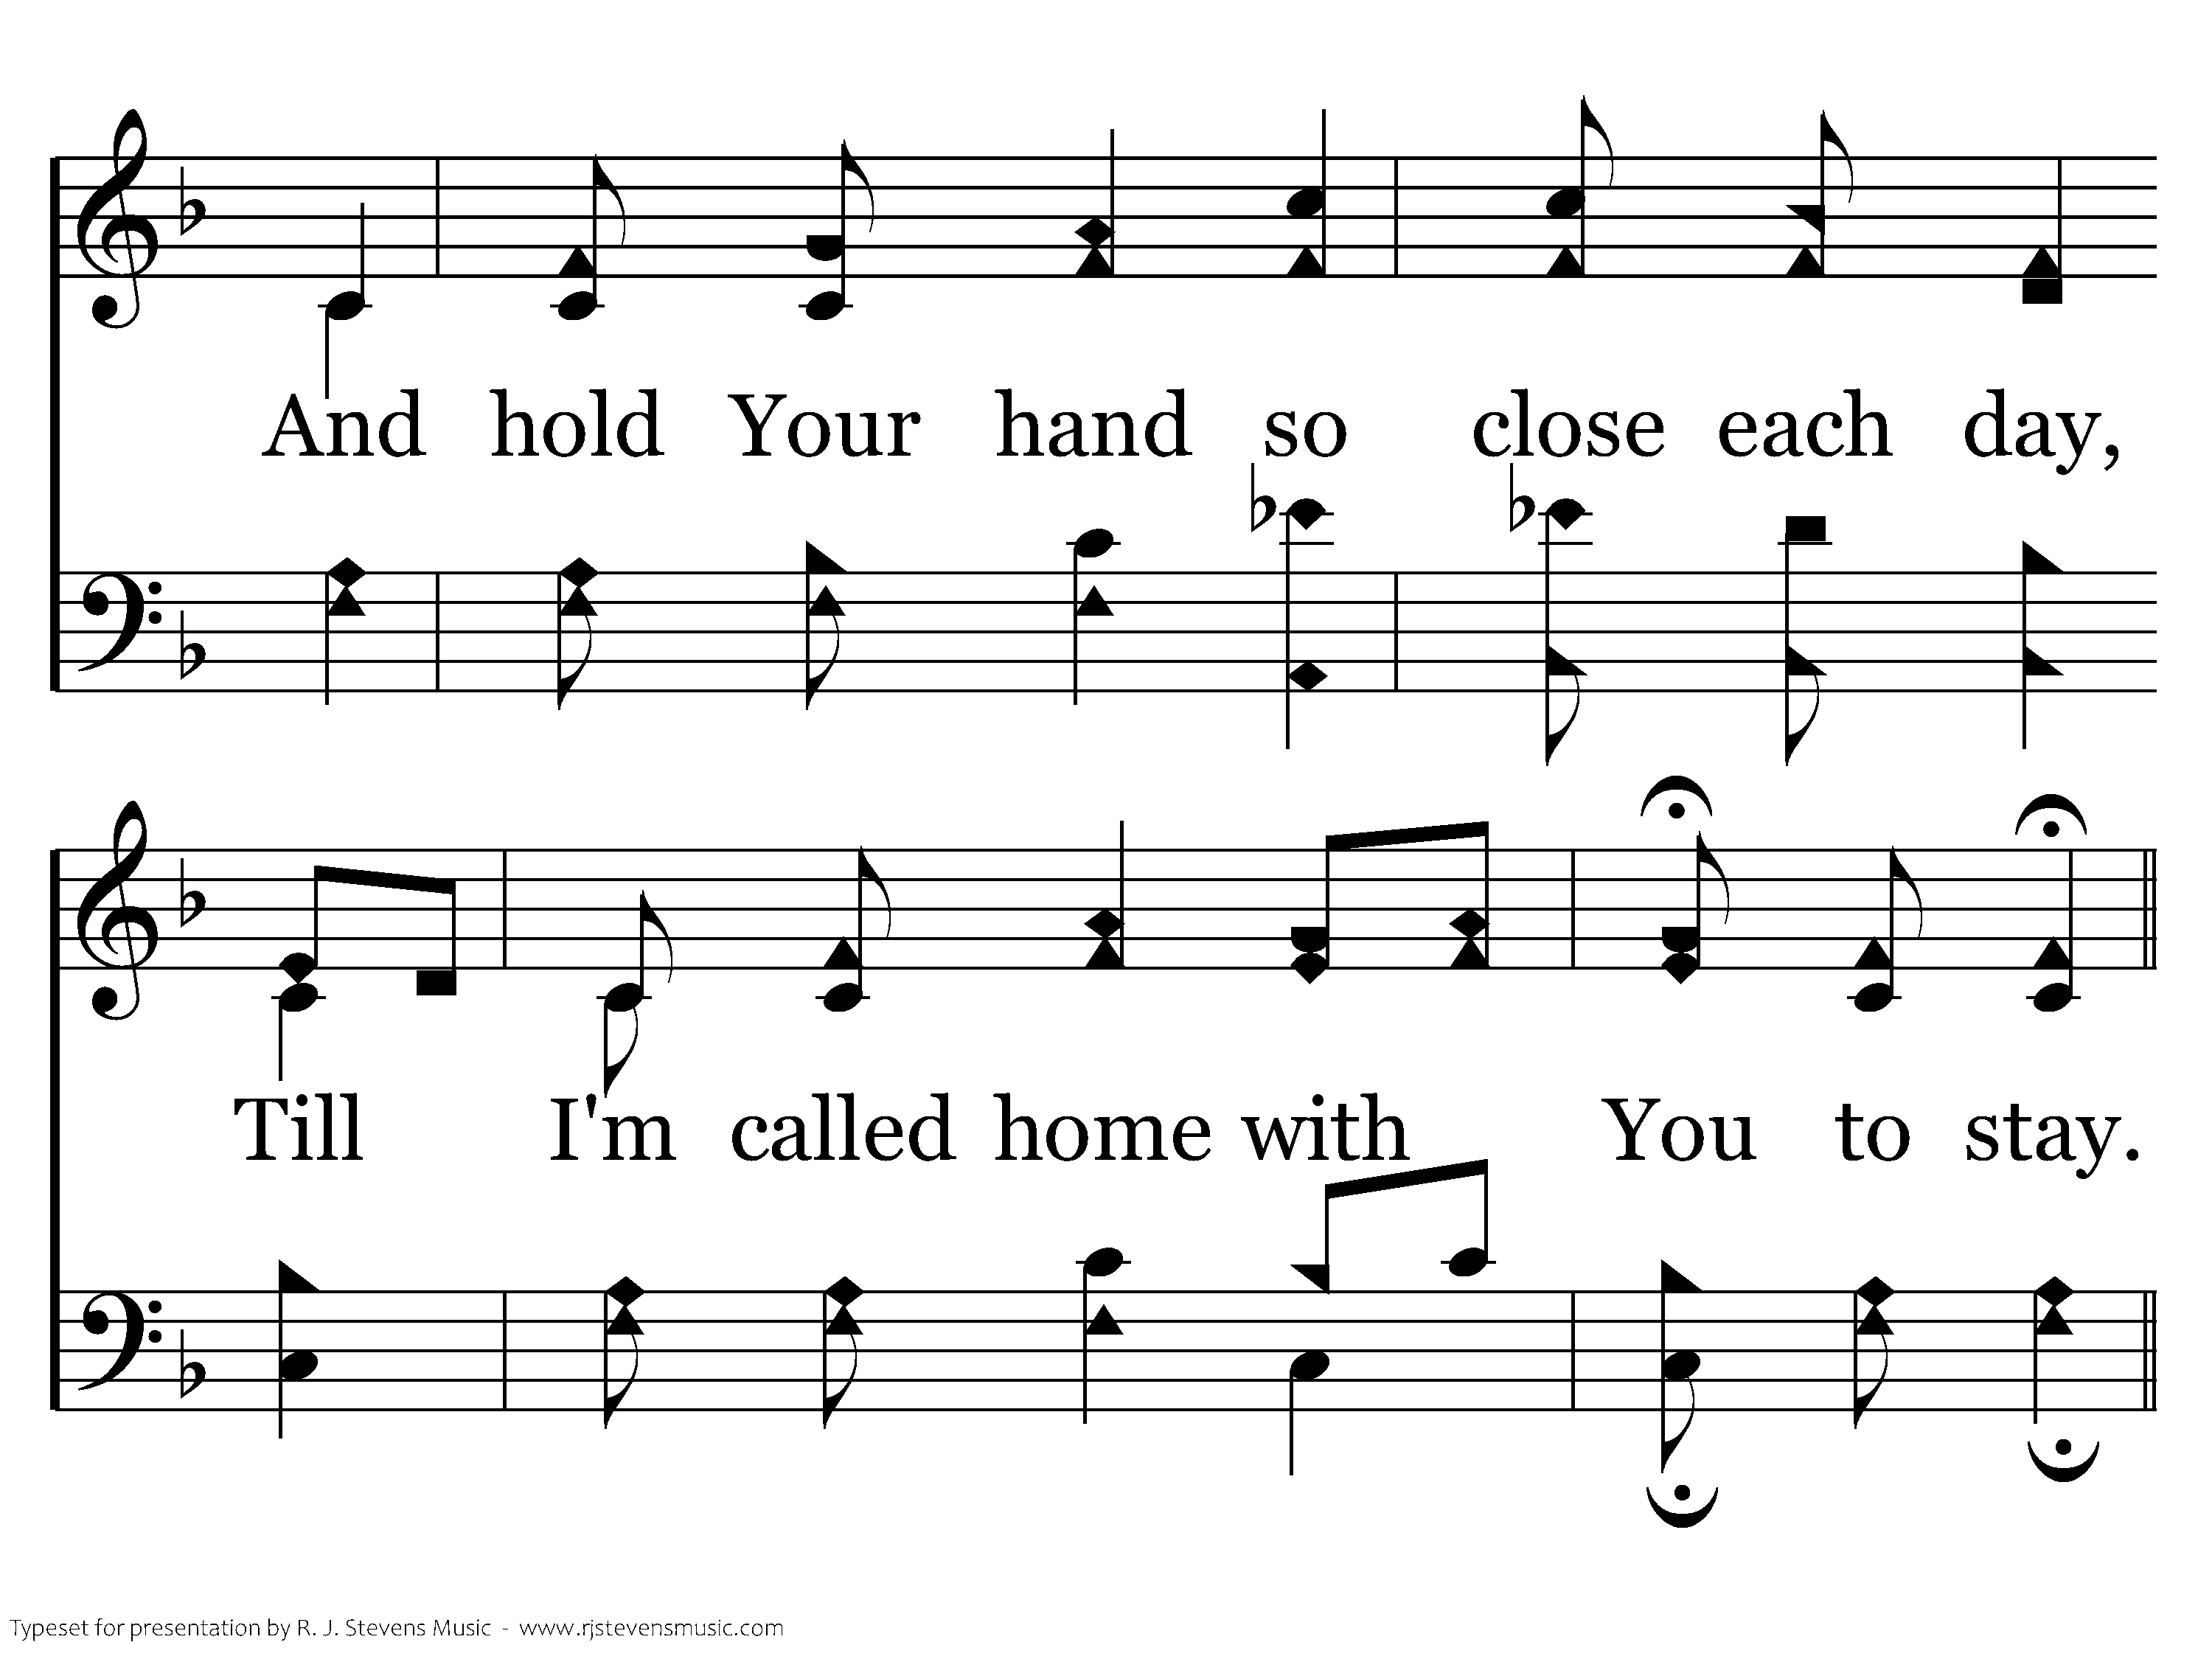 And hold Your hand so close each day,
Till I'm called home with You to stay.
Typeset for presentation by R. J. Stevens Music - www.rjstevensmusic.com